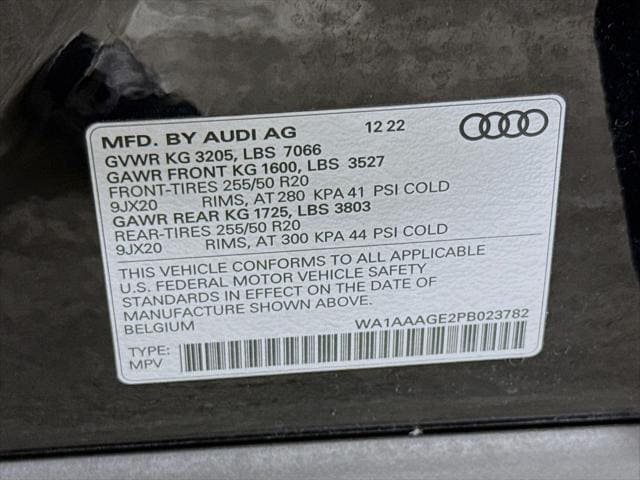 MFD. BY AUDI AG 12 22
GVWR KG 3205, LBS 7066
GAWR FRONT KG 1600, LBS 3527
FRONT-TIRES 255/50 R20
9JX20 RIMS, AT 280 KPA 41 PSI COLD
GAWR REAR KG 1725, LBS 3803
REAR-TIRES 255/50 R20
9JX20 RIMS, AT 300 KPA 44 PSI COLD
THIS VEHICLE CONFORMS TO ALL APPLICABLE
U.S. FEDERAL MOTOR VEHICLE SAFETY
STANDARDS IN EFFECT ON THE DATE OF
MANUFACTURE SHOWN ABOVE.
BELGIUM WA1AAAGE2PB023782
TYPE:
MPV